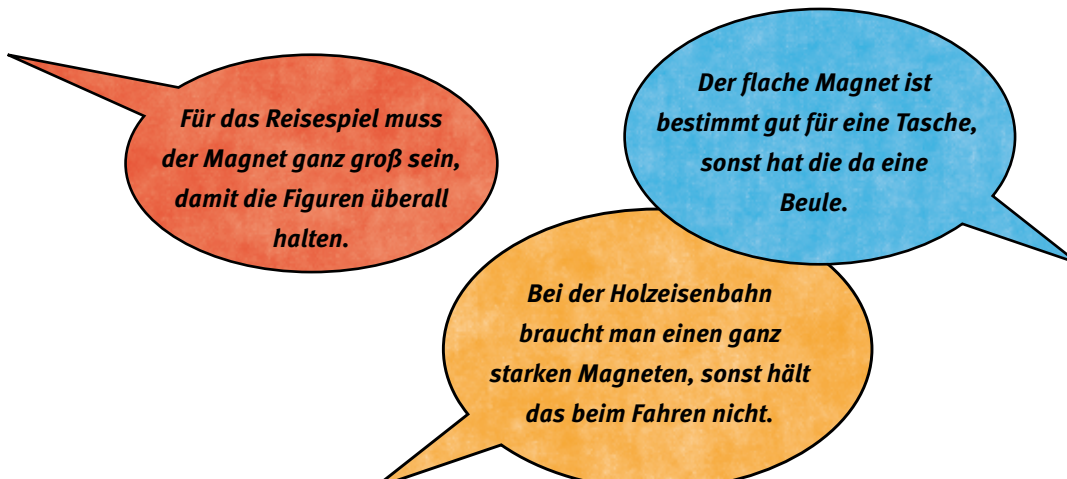 Für das Reisespiel muss
der Magnet ganz groß sein,
damit die Figuren überall
halten.
Der flache Magnet ist
bestimmt gut für eine Tasche,
sonst hat die da eine
Beule.
Bei der Holzeisenbahn
braucht man einen ganz
starken Magneten, sonst hält
das beim Fahren nicht.